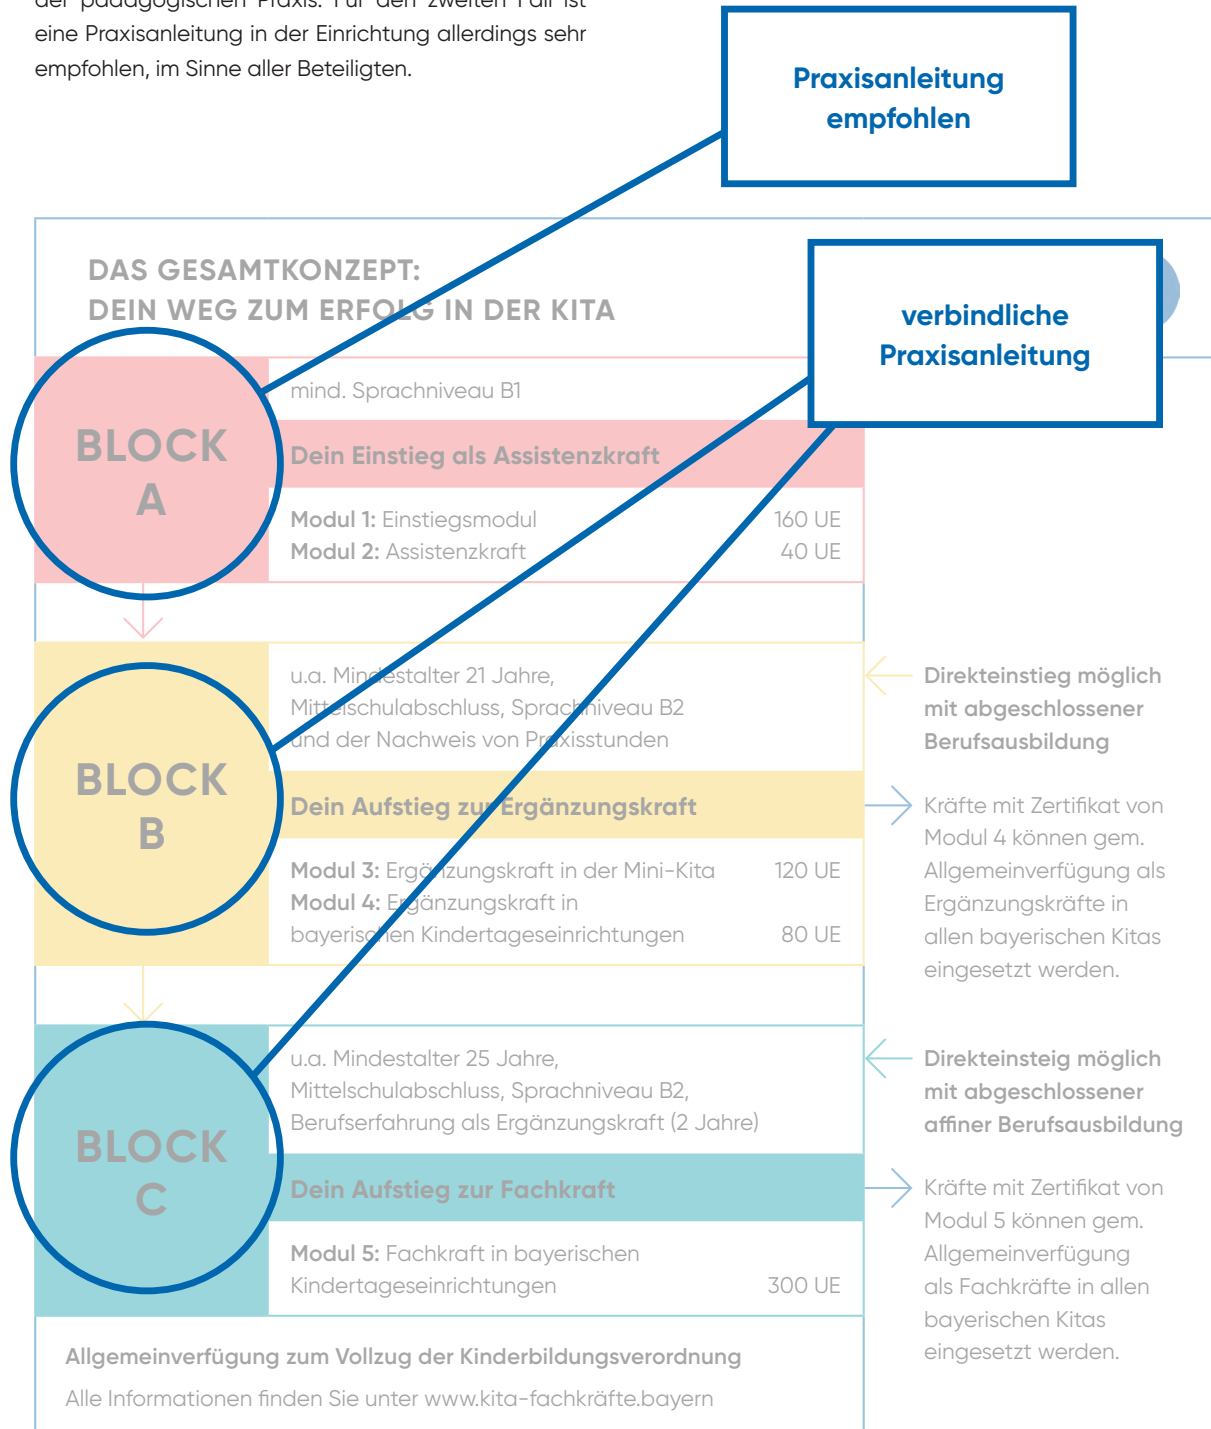 der pädagogischen Praxis. Für den zweiten Fall ist
eine Praxisanleitung in der Einrichtung allerdings sehr
empfohlen, im Sinne aller Beteiligten.
Praxisanleitung
empfohlen
DAS GESAMTKONZEPT:
DEIN WEG ZUM ERFOLG IN DER KITA
verbindliche
Praxisanleitung
BLOCK
A
mind. Sprachniveau B1
Dein Einstieg als Assistenzkraft
Modul 1: Einstiegsmodul 160 UE
Modul 2: Assistenzkraft 40 UE
BLOCK
B
u.a. Mindestalter 21 Jahre,
Mittelschulabschluss, Sprachniveau B2
und der Nachweis von Praxisstunden
Dein Aufstieg zur Ergänzungskraft
Modul 3: Ergänzungskraft in der Mini-Kita 120 UE
Modul 4: Ergänzungskraft in
bayerischen Kindertageseinrichtungen 80 UE
Direkteinstieg möglich
mit abgeschlossener
Berufsausbildung
Kräfte mit Zertifikat von
Modul 4 können gem.
Allgemeinverfügung als
Ergänzungskräfte in
allen bayerischen Kitas
eingesetzt werden.
BLOCK
C
u.a. Mindestalter 25 Jahre,
Mittelschulabschluss, Sprachniveau B2,
Berufserfahrung als Ergänzungskraft (2 Jahre)
Dein Aufstieg zur Fachkraft
Modul 5: Fachkraft in bayerischen
Kindertageseinrichtungen 300 UE
Direkteinsteig möglich
mit abgeschlossener
affiner Berufsausbildung
Kräfte mit Zertifikat von
Modul 5 können gem.
Allgemeinverfügung
als Fachkräfte in allen
bayerischen Kitas
eingesetzt werden.
Allgemeinverfügung zum Vollzug der Kinderbildungsverordnung
Alle Informationen finden Sie unter www.kita-fachkräfte.bayern